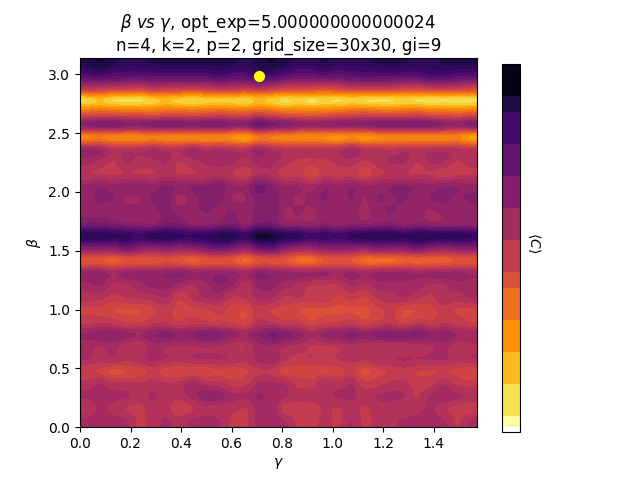 β vs γ, opt_exp=5.000000000000024
n=4, k=2, p=2, grid_size=30x30, gi=9
3.0
2.5
2.0
1.5
1.0
0.5
0.0
β
0.0 0.2 0.4 0.6 0.8 1.0 1.2 1.4
γ
⟨C⟩